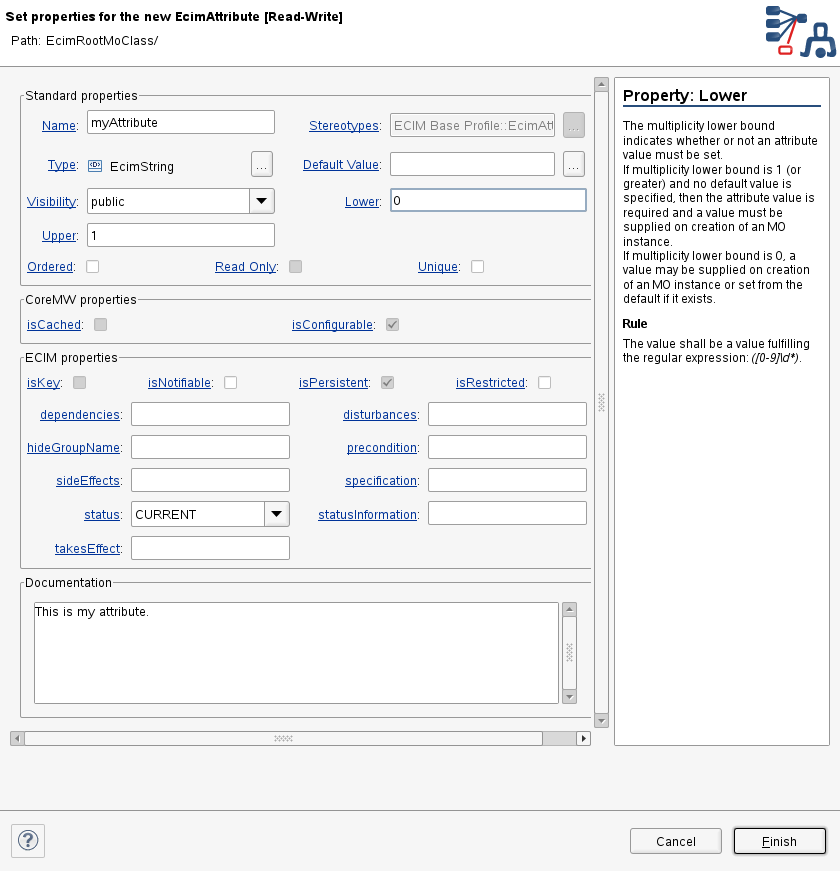 Set properties for the new EcimAttribute [Read-Write]
Path: EcimRootMoClass/
Standard properties
Name: myAttribute Stereotypes: ECIM Base Profile::EcimAtt ...
Type: EcimString ... Default Value: ...
Visibility: public Lower: 0
Upper: 1
Ordered: Read Only: Unique:
CoreMW properties
isCached: isConfigurable:
ECIM properties
isKey: isNotifiable: isPersistent: isRestricted:
dependencies: disturbances:
hideGroupName: precondition:
sideEffects: specification:
status: CURRENT statusInformation:
takesEffect:
Documentation
This is my attribute.
Property: Lower
The multiplicity lower bound
indicates whether or not an attribute
value must be set.
If multiplicity lower bound is 1 (or
greater) and no default value is
specified, then the attribute value is
required and a value must be
supplied on creation of an MO
instance.
If multiplicity lower bound is 0, a
value may be supplied on creation
of an MO instance or set from the
default if it exists.
Rule
The value shall be a value fulfilling
the regular expression: ([0-9]\d*).
?
Cancel Finish